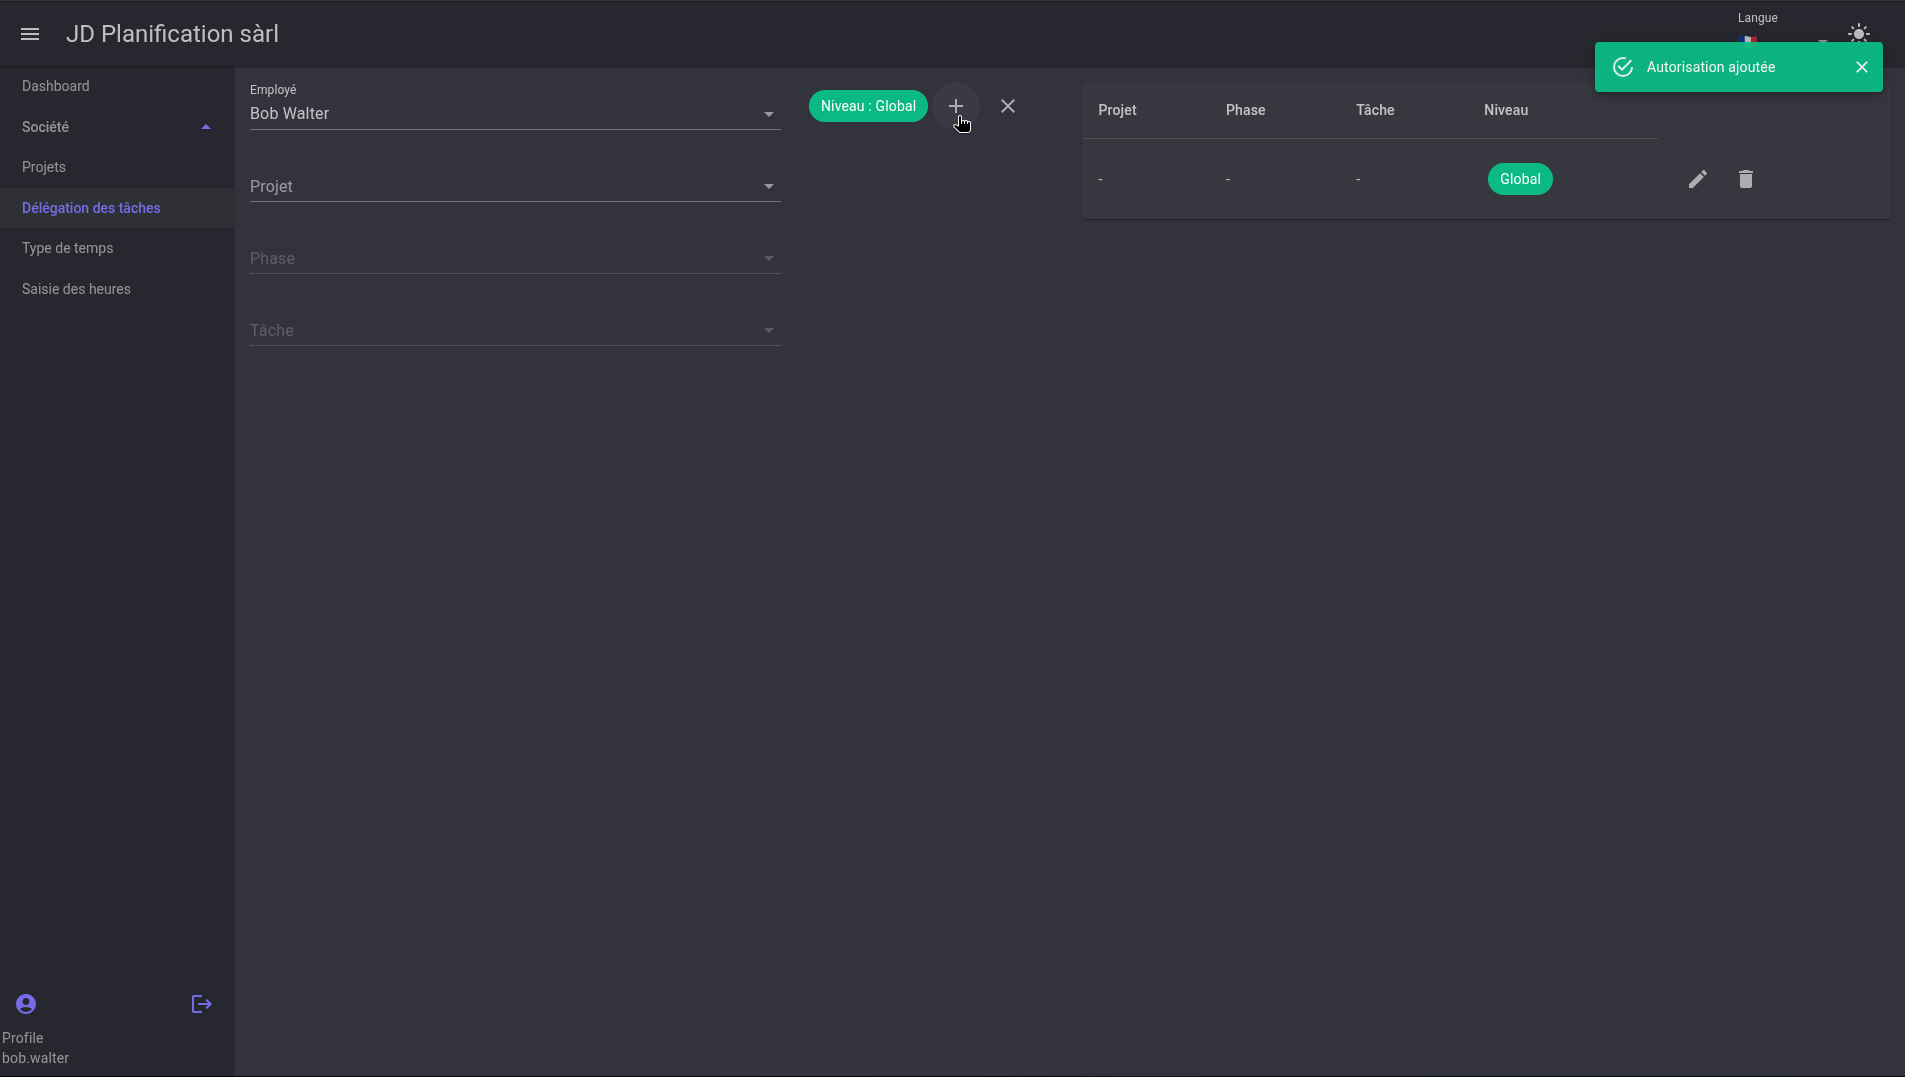 JD Planification sàrl
Langue
Autorisation ajoutée
Dashboard
Société
Projets
Délégation des tâches
Type de temps
Saisie des heures
Employé
Bob Walter
Niveau : Global
Projet
Phase
Tâche
Projet Phase Tâche Niveau
- - - Global
Profile
bob.walter